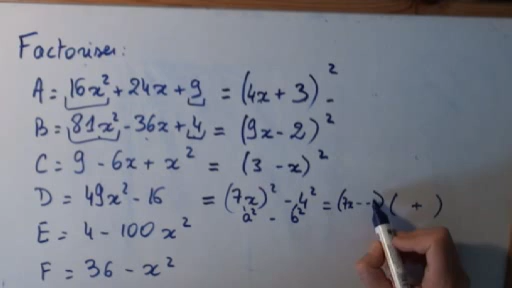 Factoriser:
A = 16x² + 24x + 9 = (4x + 3)²
B = 81x² - 36x + 4 = (9x - 2)²
C = 9 - 6x + x² = (3 - x)²
D = 49x² - 16 = (7x)² - 4² = (7x - )( + )
a² - b²
E = 4 - 100x²
F = 36 - x²